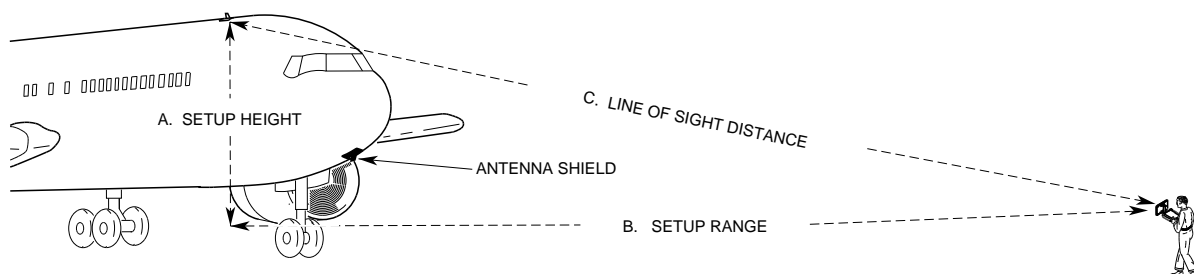 C. LINE OF SIGHT DISTANCE
A. SETUP HEIGHT
ANTENNA SHIELD
B. SETUP RANGE